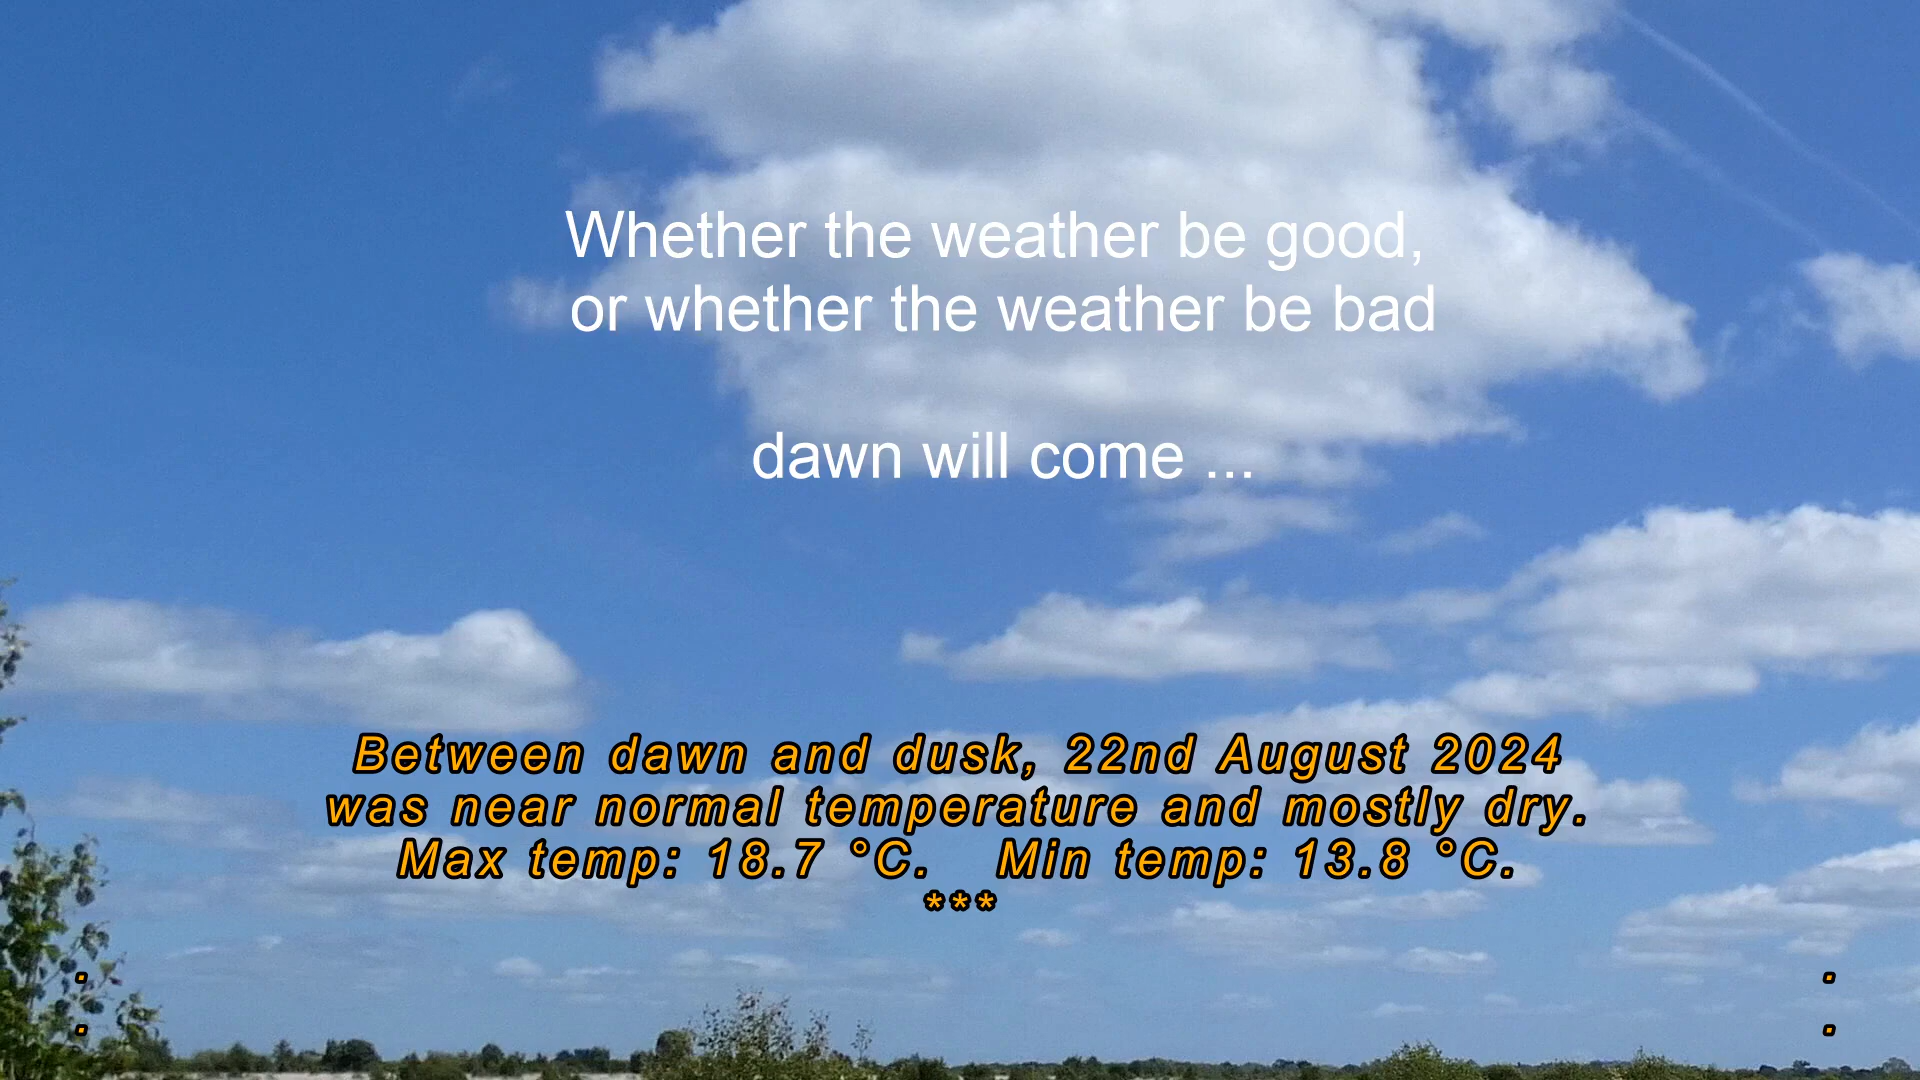 Whether the weather be good,
or whether the weather be bad
dawn will come ...
Between dawn and dusk, 22nd August 2024
was near normal temperature and mostly dry.
Max temp: 18.7 °C. Min temp: 13.8 °C.
***
. .
. .